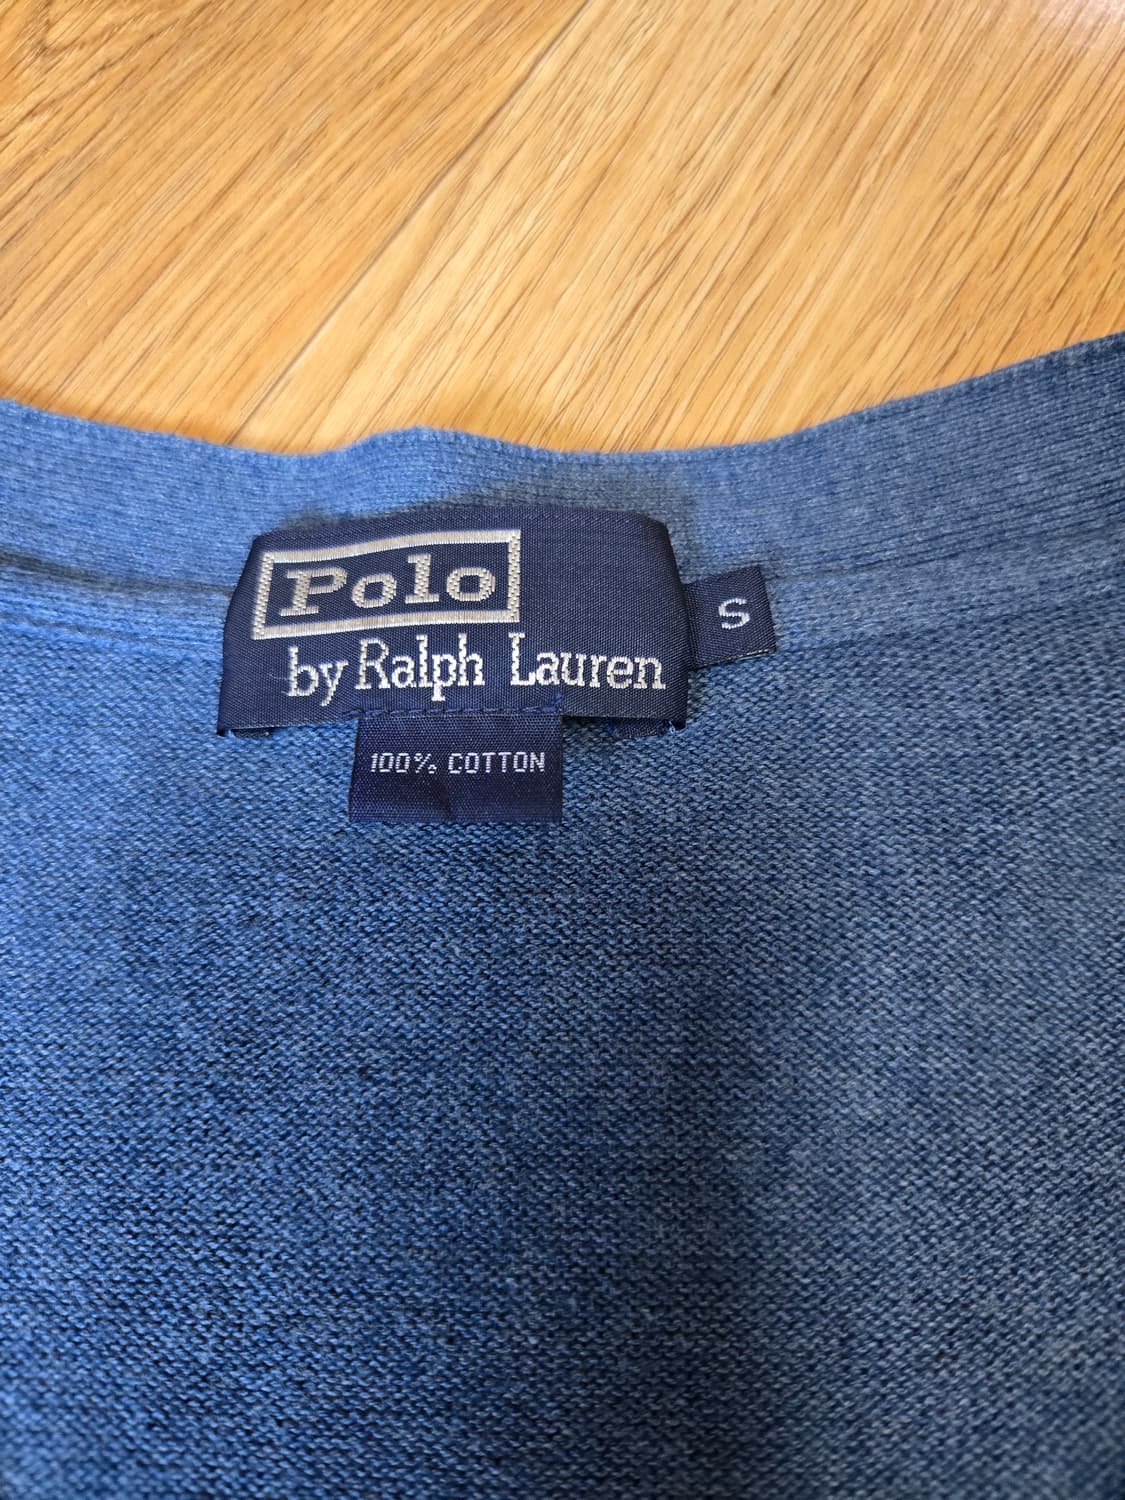 Polo
by Ralph Lauren
S
100% COTTON